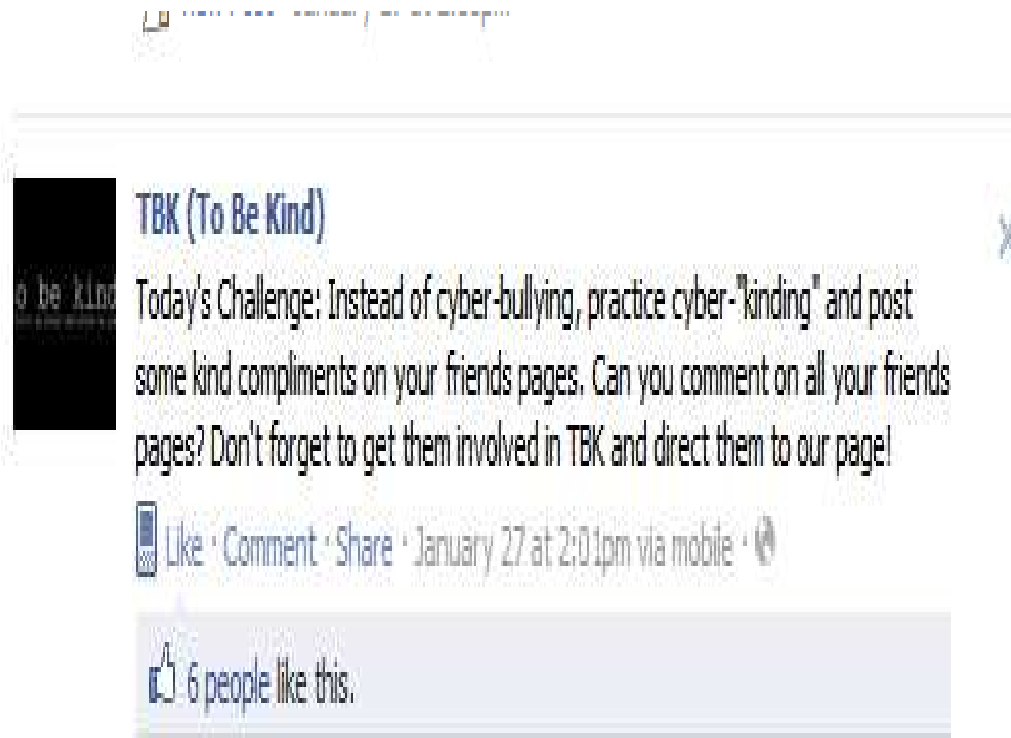 TBK (To Be Kind)
o be kind
Today's Challenge: Instead of cyber-bullying, practice cyber-"kinding" and post
some kind compliments on your friends pages. Can you comment on all your friends
pages? Don't forget to get them involved in TBK and direct them to our page!
Like · Comment · Share · January 27 at 2:01pm via mobile ·
6 people like this.